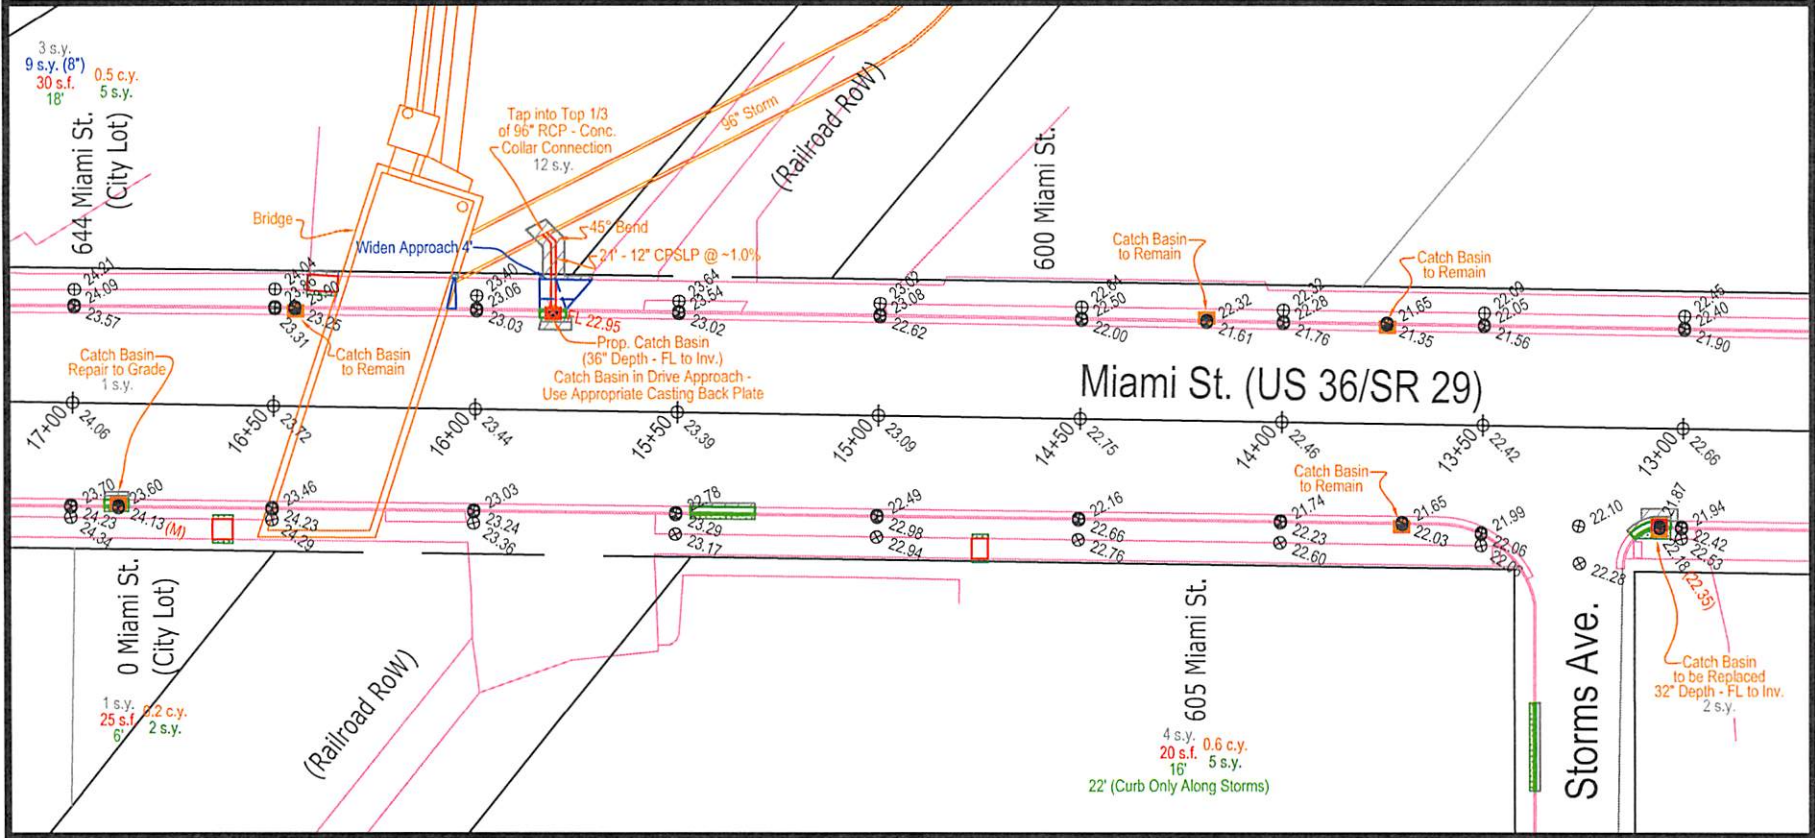 3 s.y.
9 s.y. (8")
30 s.f.
18'
0.5 c.y.
5 s.y.
644 Miami St.
(City Lot)
Bridge
Tap into Top 1/3
of 96" RCP - Conc.
Collar Connection
12 s.y.
96" Storm
(Railroad RoW)
45° Bend
21' - 12" CPSLP @ ~1.0%
Widen Approach 4'
600 Miami St.
Catch Basin
to Remain
Catch Basin
to Remain
24.21
24.09
23.57
24.04
23.90
23.25
23.31
23.40
23.06
23.03
FL 22.95
23.64
23.54
23.02
23.62
23.08
22.62
22.64
22.50
22.00
22.32
21.61
22.32
22.28
21.76
21.65
21.35
22.09
22.05
21.56
22.45
22.40
21.90
Catch Basin
Repair to Grade
1 s.y.
Catch Basin
to Remain
Prop. Catch Basin
(36" Depth - FL to Inv.)
Catch Basin in Drive Approach -
Use Appropriate Casting Back Plate
Miami St. (US 36/SR 29)
17+00
24.06
16+50
23.72
16+00
23.44
15+50
23.39
15+00
23.09
14+50
22.75
14+00
22.46
13+50
22.42
13+00
22.66
Catch Basin
to Remain
23.70
24.23
24.34
23.60
24.13 (M)
23.46
24.23
24.29
23.03
23.24
23.36
22.78
23.29
23.17
22.49
22.98
22.94
22.16
22.66
22.76
21.74
22.23
22.60
21.65
22.03
21.99
22.06
22.06
22.10
22.28
21.87
22.18
(22.35)
21.94
22.42
22.53
0 Miami St.
(City Lot)
1 s.y.
25 s.f.
6'
0.2 c.y.
2 s.y.
(Railroad RoW)
605 Miami St.
4 s.y.
20 s.f.
16'
0.6 c.y.
5 s.y.
22' (Curb Only Along Storms)
Storms Ave.
Catch Basin
to be Replaced
32" Depth - FL to Inv.
2 s.y.